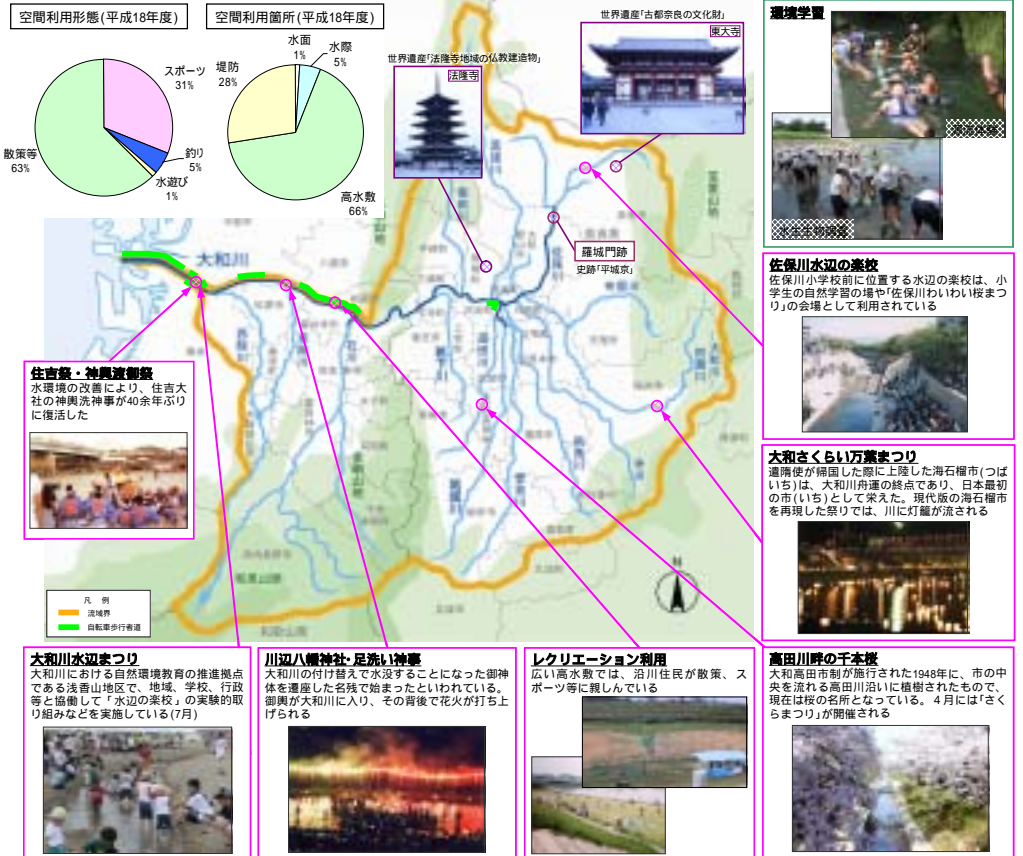 空間利用形態(平成18年度)
スポーツ
31%
釣り
5%
水遊び
1%
散策等
63%
空間利用箇所(平成18年度)
水面
1%
水際
5%
堤防
28%
高水敷
66%
世界遺産｢法隆寺地域の仏教建造物｣
法隆寺
世界遺産｢古都奈良の文化財｣
東大寺
羅城門跡
史跡｢平城京｣
大和川
環境学習
佐保川水辺の楽校
佐保川小学校前に位置する水辺の楽校は、小
学生の自然学習の場や｢佐保川わいわい桜まつ
り｣の会場として利用されている
住吉祭・神輿渡御祭
水環境の改善により、住吉大
社の神輿洗神事が40余年ぶり
に復活した
大和さくらい万葉まつり
遣隋使が帰国した際に上陸した海石榴市(つば
いち)は、大和川舟運の終点であり、日本最初
の市(いち)として栄えた。現代版の海石榴市
を再現した祭りでは、川に灯籠が流される
凡 例
流域界
自転車歩行者道
N
大和川水辺まつり
大和川における自然環境教育の推進拠点
である浅香山地区で、地域、学校、行政
等と協働して「水辺の楽校」の実験的取
り組みなどを実施している(7月)
川辺八幡神社・足洗い神事
大和川の付け替えで水没することになった御神
体を遷座した名残で始まったといわれている。
御輿が大和川に入り、その背後で花火が打ち上
げられる
レクリエーション利用
広い高水敷では、沿川住民が散策、ス
ポーツ等に親しんでいる
高田川畔の千本桜
大和高田市制が施行された1948年に、市の中
央を流れる高田川沿いに植樹されたもので、
現在は桜の名所となっている。４月には｢さく
らまつり｣が開催される